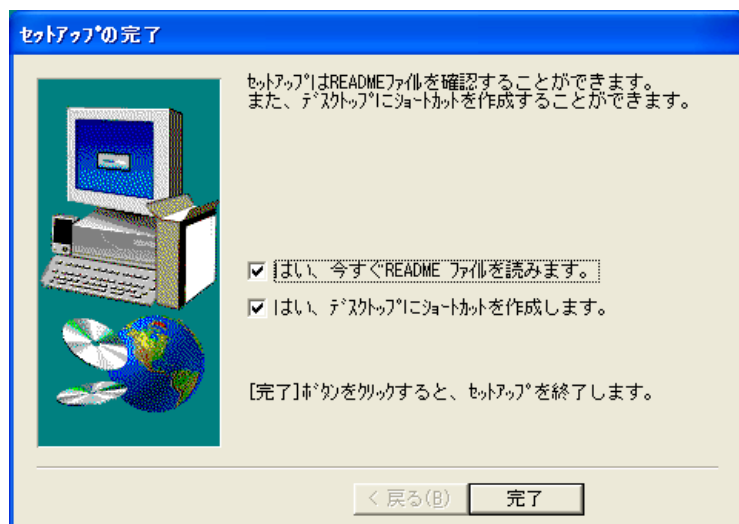 ｾｯﾄｱｯﾌﾟの完了
ｾｯﾄｱｯﾌﾟはREADMEﾌｧｲﾙを確認することができます。
また、ﾃﾞｽｸﾄｯﾌﾟにｼｮｰﾄｶｯﾄを作成することができます。
はい、今すぐREADME ﾌｧｲﾙを読みます。
はい、ﾃﾞｽｸﾄｯﾌﾟにｼｮｰﾄｶｯﾄを作成します。
[完了]ﾎﾞﾀﾝをｸﾘｯｸすると、ｾｯﾄｱｯﾌﾟを終了します。
< 戻る(B)
完了